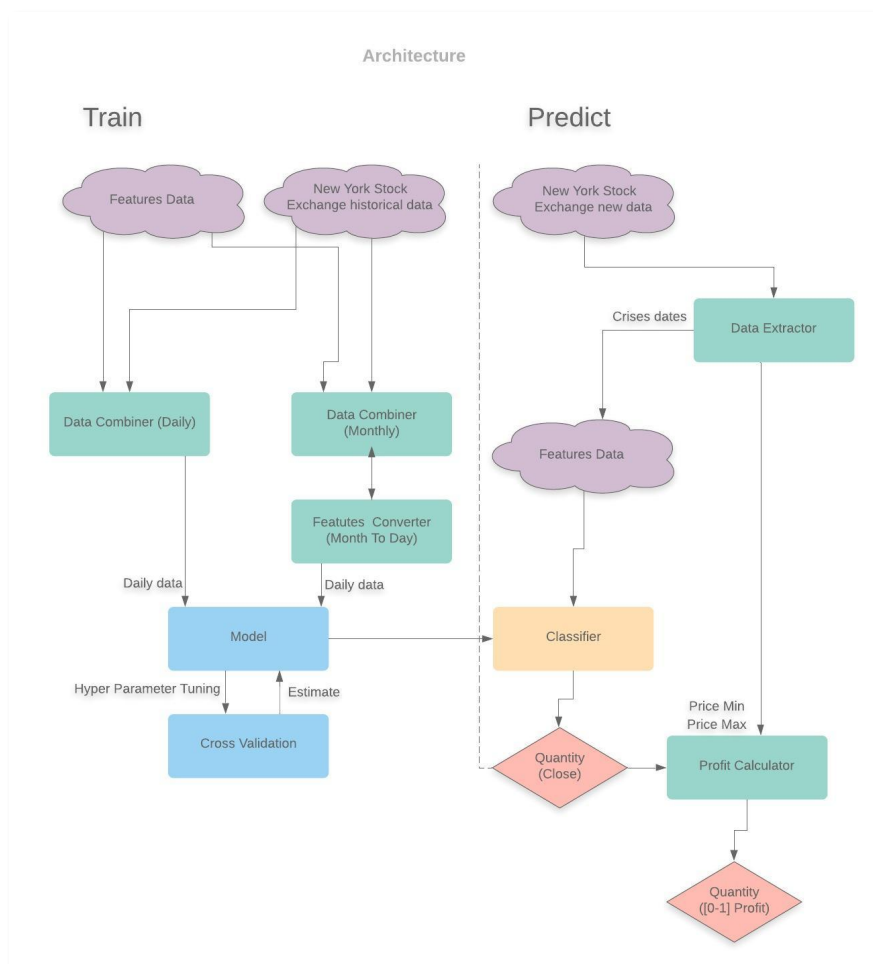 Architecture
Train
Predict
Features Data
New York Stock
Exchange historical data
New York Stock
Exchange new data
Crises dates
Data Extractor
Data Combiner (Daily)
Data Combiner
(Monthly)
Features Data
Featutes Converter
(Month To Day)
Daily data
Daily data
Model
Classifier
Hyper Parameter Tuning
Estimate
Price Min
Price Max
Cross Validation
Quantity
(Close)
Profit Calculator
Quantity
([0-1] Profit)